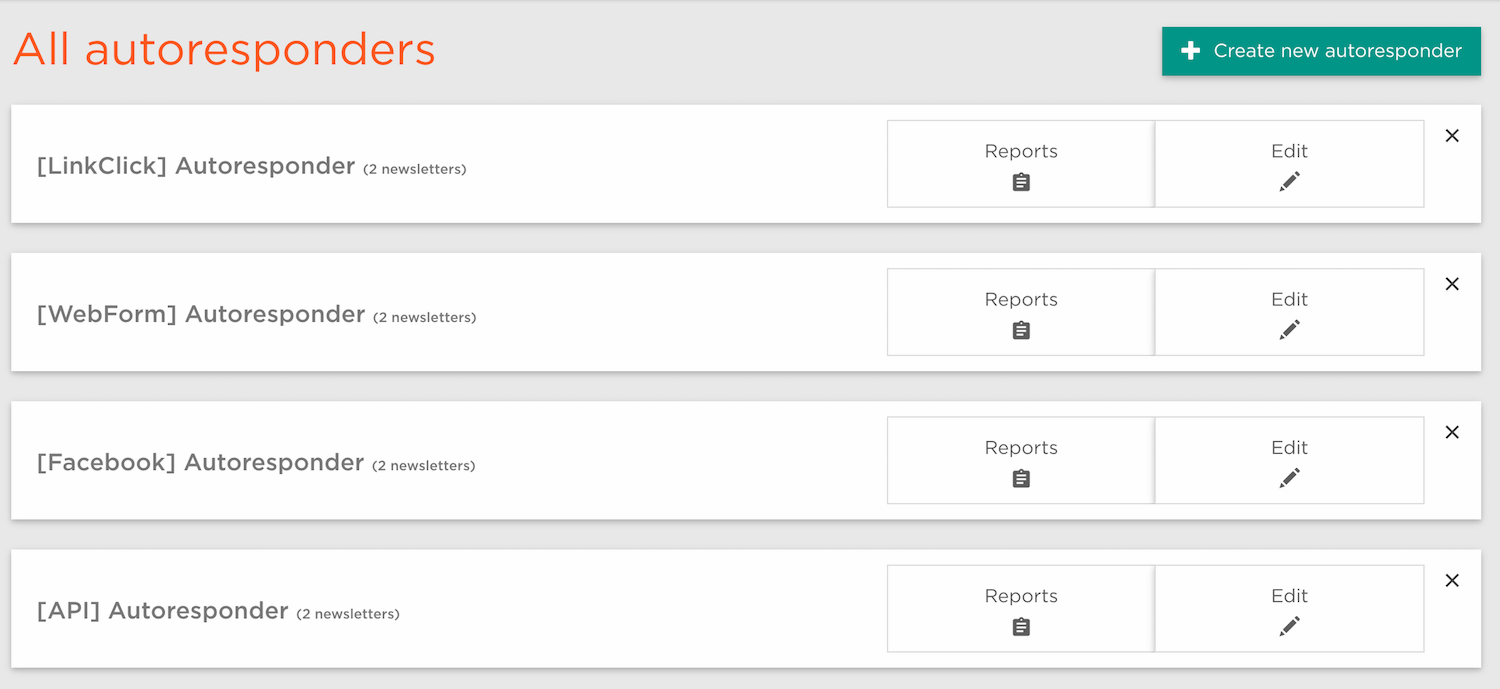 All autoresponders
Create new autoresponder
[LinkClick] Autoresponder (2 newsletters)
Reports
Edit
[WebForm] Autoresponder (2 newsletters)
Reports
Edit
[Facebook] Autoresponder (2 newsletters)
Reports
Edit
[API] Autoresponder (2 newsletters)
Reports
Edit